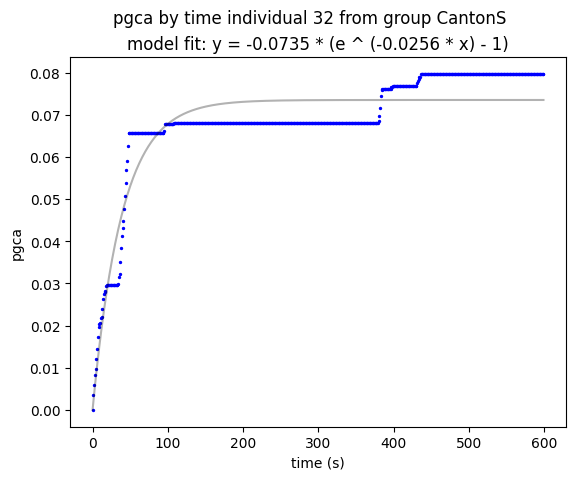 pgca by time individual 32 from group CantonS
model fit: y = -0.0735 * (e ^ (-0.0256 * x) - 1)
0.08
0.07
0.06
0.05
0.04
0.03
0.02
0.01
0.00
pgca
0 100 200 300 400 500 600
time (s)